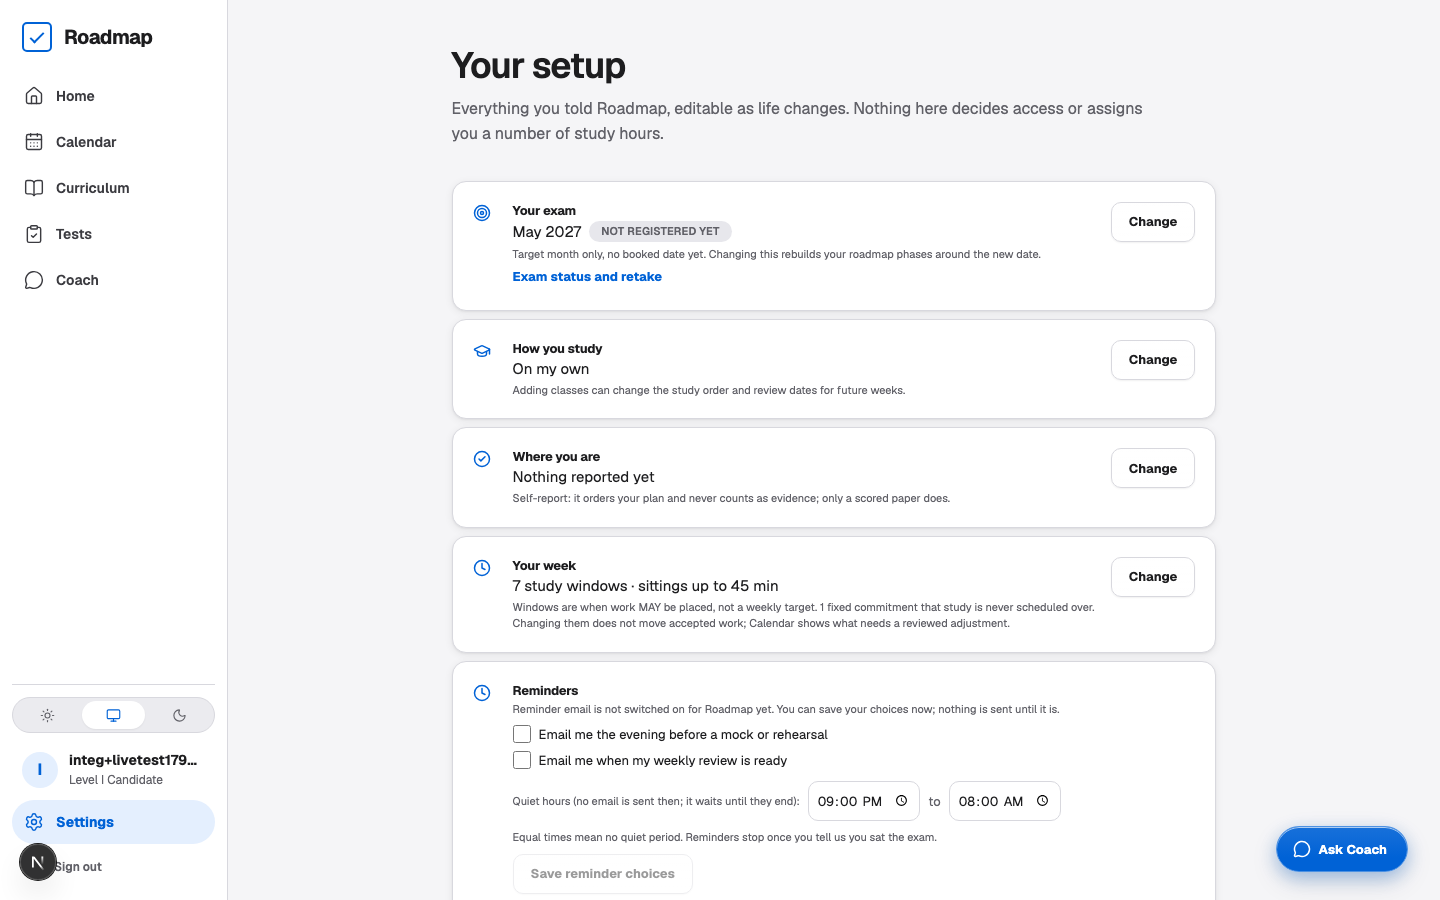 Roadmap
Home
Calendar
Curriculum
Tests
Coach
integ+livetest179...
I
Level I Candidate
Settings
N
Sign out
Your setup
Everything you told Roadmap, editable as life changes. Nothing here decides access or assigns
you a number of study hours.
Your exam
May 2027 NOT REGISTERED YET
Target month only, no booked date yet. Changing this rebuilds your roadmap phases around the new date.
Exam status and retake
Change
How you study
On my own
Adding classes can change the study order and review dates for future weeks.
Change
Where you are
Nothing reported yet
Self-report: it orders your plan and never counts as evidence; only a scored paper does.
Change
Your week
7 study windows · sittings up to 45 min
Windows are when work MAY be placed, not a weekly target. 1 fixed commitment that study is never scheduled over.
Changing them does not move accepted work; Calendar shows what needs a reviewed adjustment.
Change
Reminders
Reminder email is not switched on for Roadmap yet. You can save your choices now; nothing is sent until it is.
Email me the evening before a mock or rehearsal
Email me when my weekly review is ready
Quiet hours (no email is sent then; it waits until they end): 09:00 PM to 08:00 AM
Equal times mean no quiet period. Reminders stop once you tell us you sat the exam.
Save reminder choices
Ask Coach